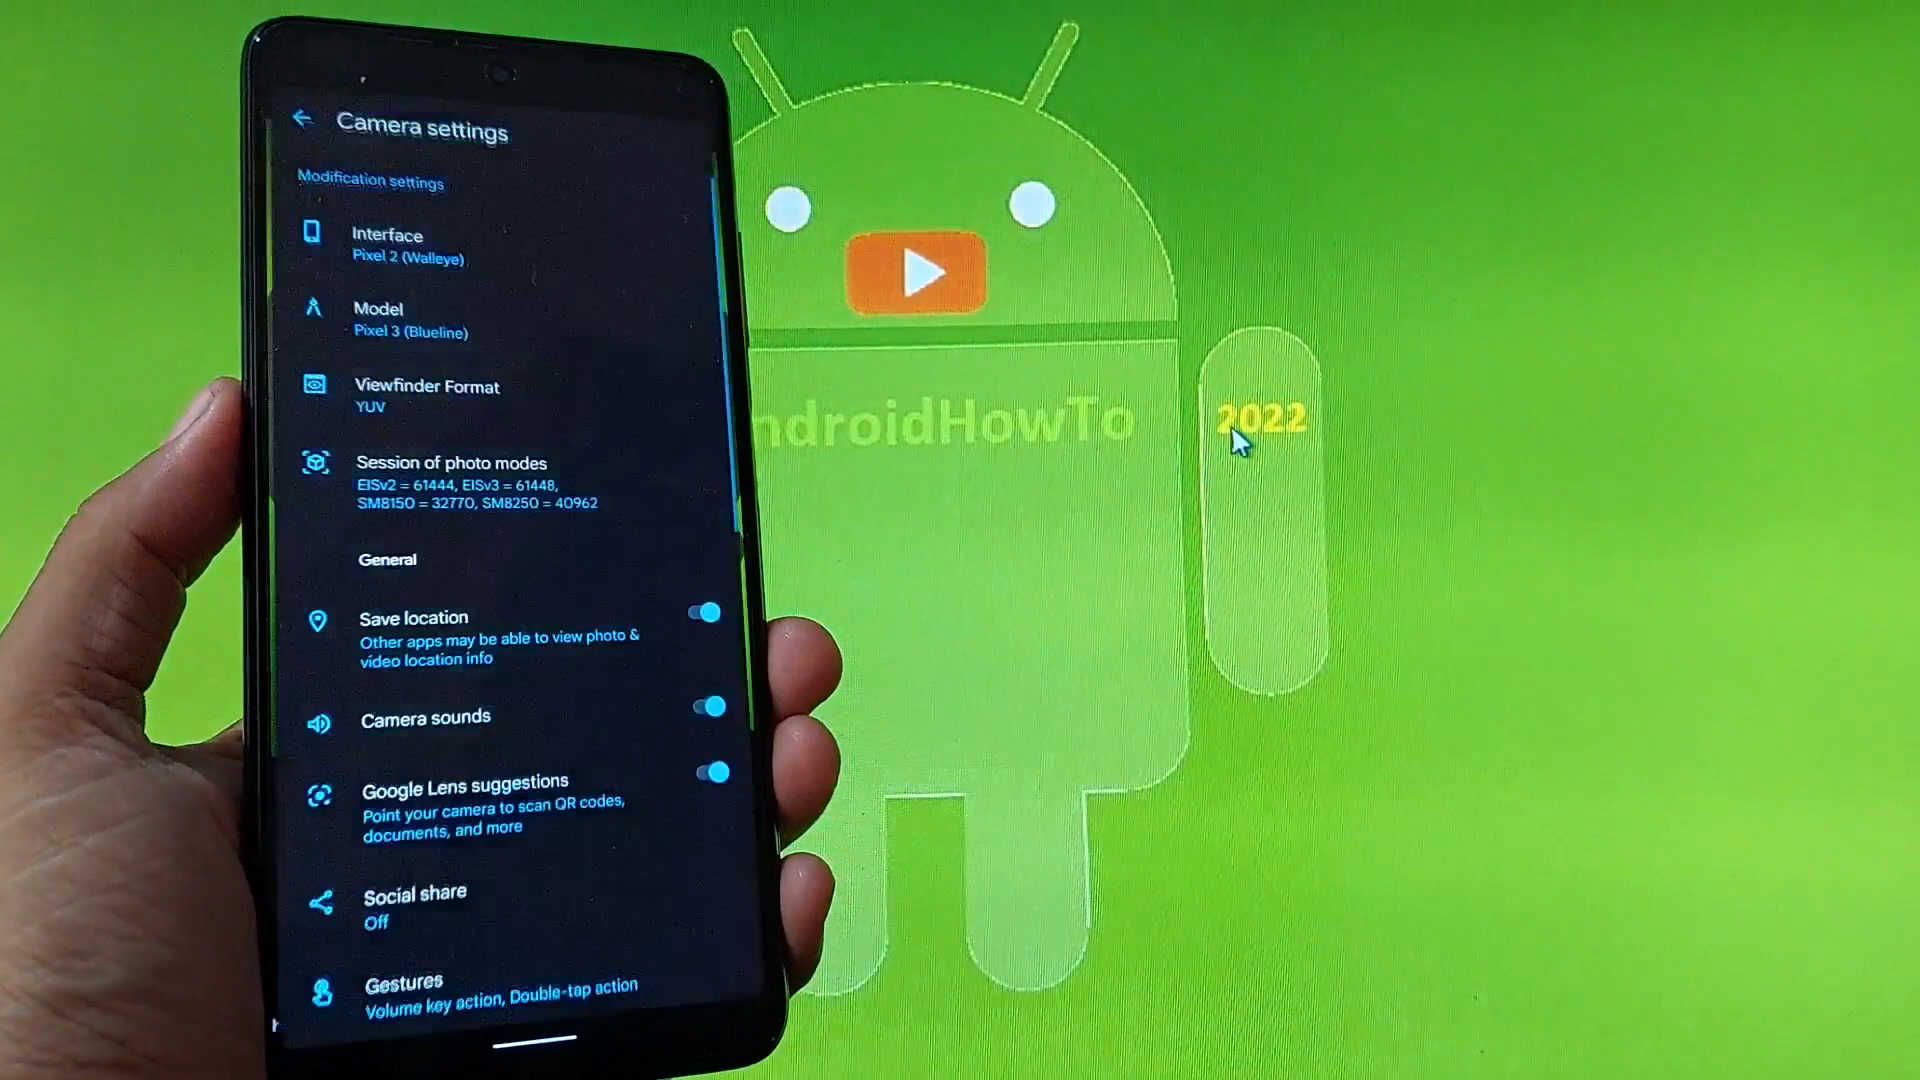 Camera settings
Modification settings
Interface
Pixel 2 (Walleye)
Model
Pixel 3 (Blueline)
Viewfinder Format
YUV
Session of photo modes
EISv2 = 61444, EISv3 = 61448,
SM8150 = 32770, SM8250 = 40962
General
Save location
Other apps may be able to view photo &
video location info
Camera sounds
Google Lens suggestions
Point your camera to scan QR codes,
documents, and more
Social share
Off
Gestures
Volume key action, Double-tap action
ndroidHowTo
2022